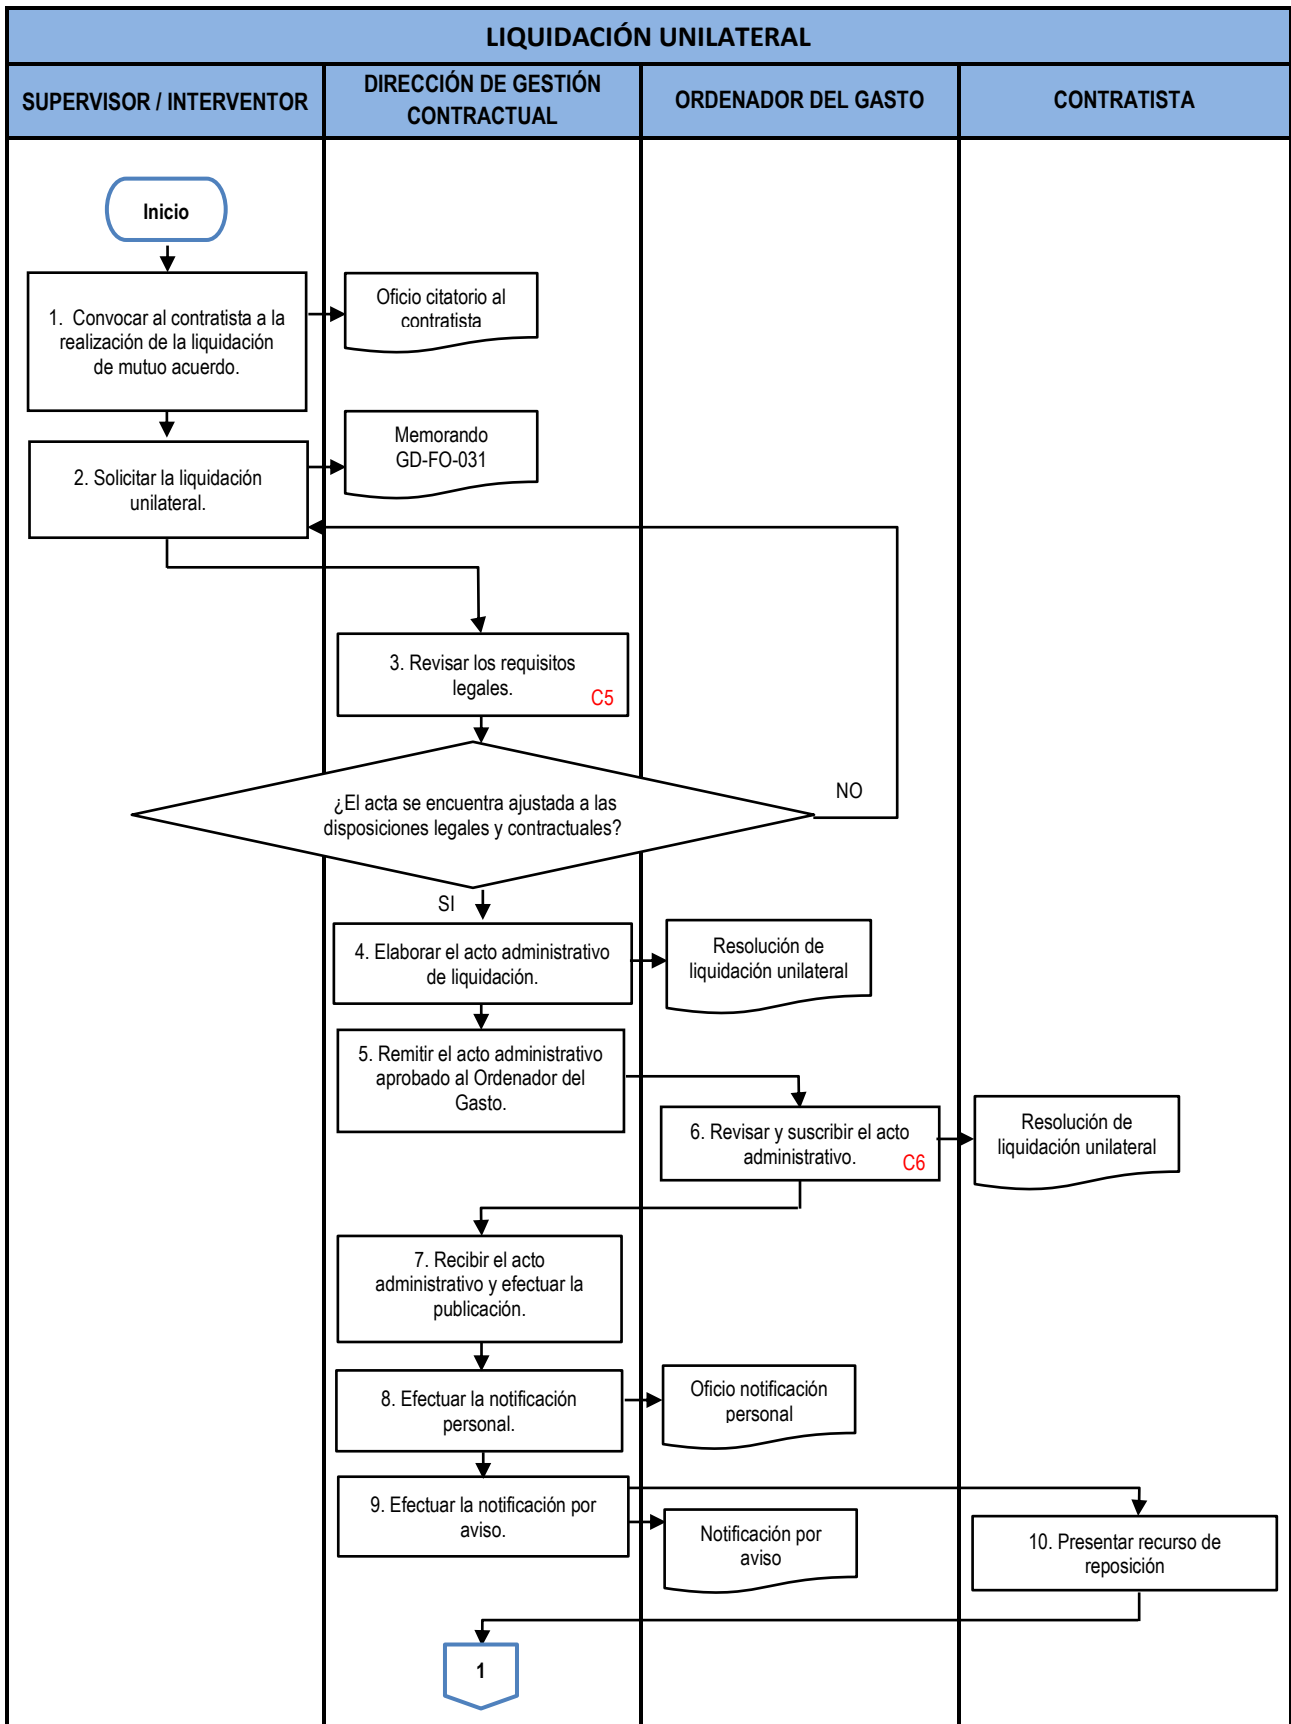 LIQUIDACIÓN UNILATERAL
SUPERVISOR / INTERVENTOR
DIRECCIÓN DE GESTIÓN
CONTRACTUAL
ORDENADOR DEL GASTO
CONTRATISTA
Inicio
1. Convocar al contratista a la
realización de la liquidación
de mutuo acuerdo.
Oficio citatorio al
contratista
2. Solicitar la liquidación
unilateral.
Memorando
GD-FO-031
3. Revisar los requisitos
legales.
C5
¿El acta se encuentra ajustada a las
disposiciones legales y contractuales?
NO
SI
4. Elaborar el acto administrativo
de liquidación.
Resolución de
liquidación unilateral
5. Remitir el acto administrativo
aprobado al Ordenador del
Gasto.
6. Revisar y suscribir el acto
administrativo.
C6
Resolución de
liquidación unilateral
7. Recibir el acto
administrativo y efectuar la
publicación.
8. Efectuar la notificación
personal.
Oficio notificación
personal
9. Efectuar la notificación por
aviso.
Notificación por
aviso
10. Presentar recurso de
reposición
1